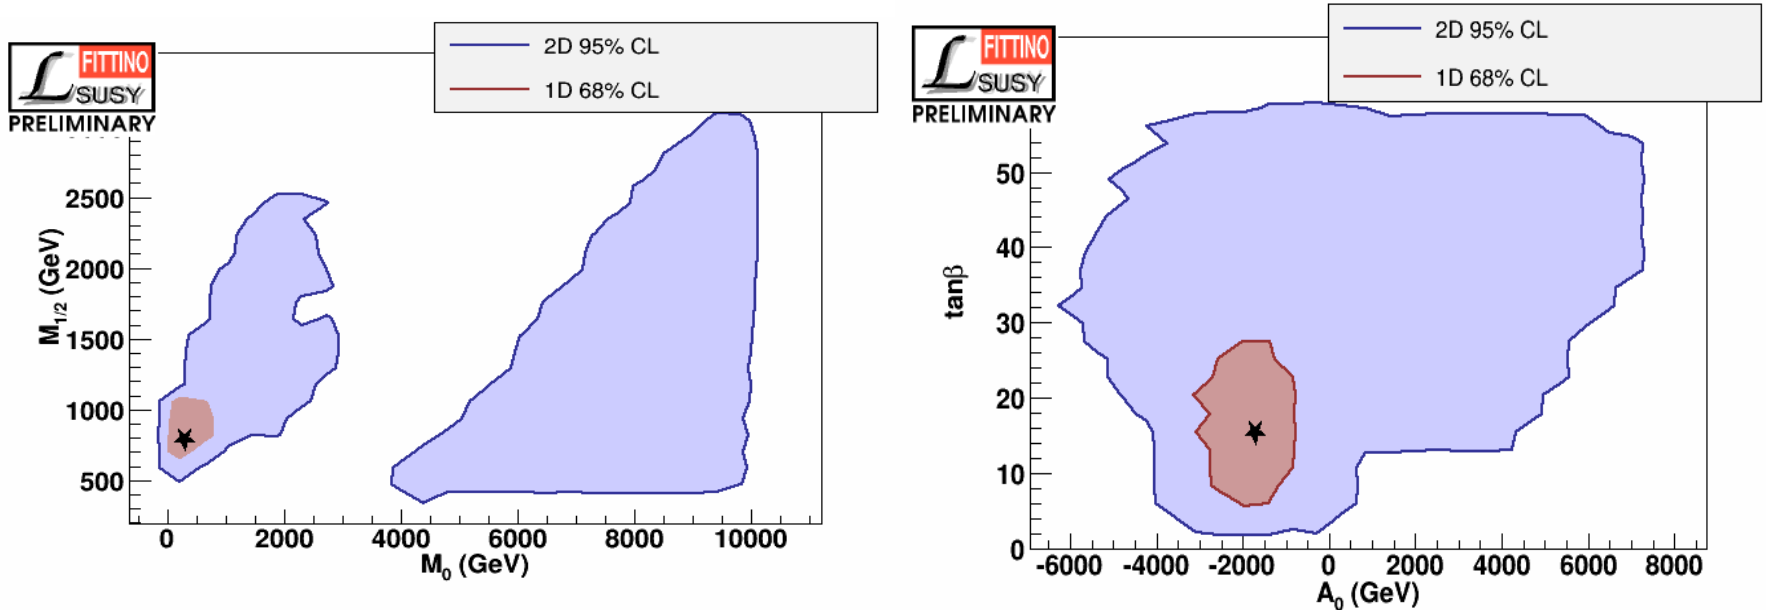 FITTINO
SUSY
PRELIMINARY
2D 95% CL
1D 68% CL
2500
2000
1500
1000
500
M1/2 (GeV)
0 2000 4000 6000 8000 10000
M0 (GeV)
FITTINO
SUSY
PRELIMINARY
2D 95% CL
1D 68% CL
50
40
30
20
10
0
tanβ
-6000 -4000 -2000 0 2000 4000 6000 8000
A0 (GeV)